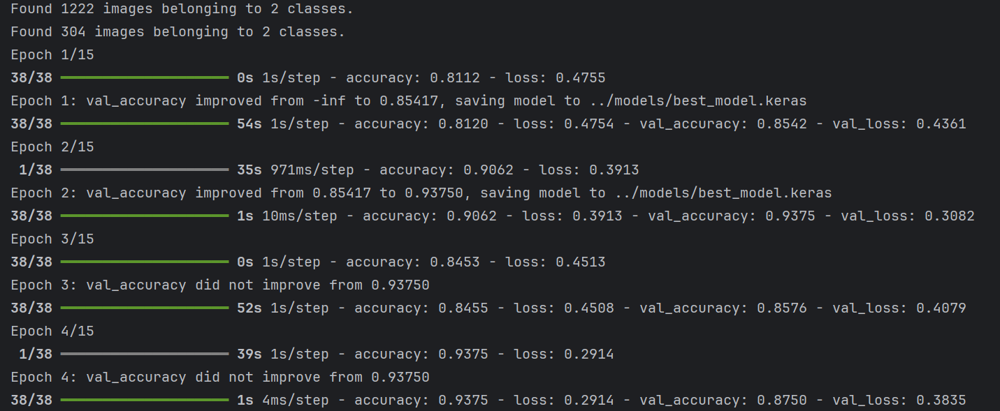 Found 1222 images belonging to 2 classes.
Found 304 images belonging to 2 classes.
Epoch 1/15
38/38 0s 1s/step - accuracy: 0.8112 - loss: 0.4755
Epoch 1: val_accuracy improved from -inf to 0.85417, saving model to ../models/best_model.keras
38/38 54s 1s/step - accuracy: 0.8120 - loss: 0.4754 - val_accuracy: 0.8542 - val_loss: 0.4361
Epoch 2/15
1/38 35s 971ms/step - accuracy: 0.9062 - loss: 0.3913
Epoch 2: val_accuracy improved from 0.85417 to 0.93750, saving model to ../models/best_model.keras
38/38 1s 10ms/step - accuracy: 0.9062 - loss: 0.3913 - val_accuracy: 0.9375 - val_loss: 0.3082
Epoch 3/15
38/38 0s 1s/step - accuracy: 0.8453 - loss: 0.4513
Epoch 3: val_accuracy did not improve from 0.93750
38/38 52s 1s/step - accuracy: 0.8455 - loss: 0.4508 - val_accuracy: 0.8576 - val_loss: 0.4079
Epoch 4/15
1/38 39s 1s/step - accuracy: 0.9375 - loss: 0.2914
Epoch 4: val_accuracy did not improve from 0.93750
38/38 1s 4ms/step - accuracy: 0.9375 - loss: 0.2914 - val_accuracy: 0.8750 - val_loss: 0.3835